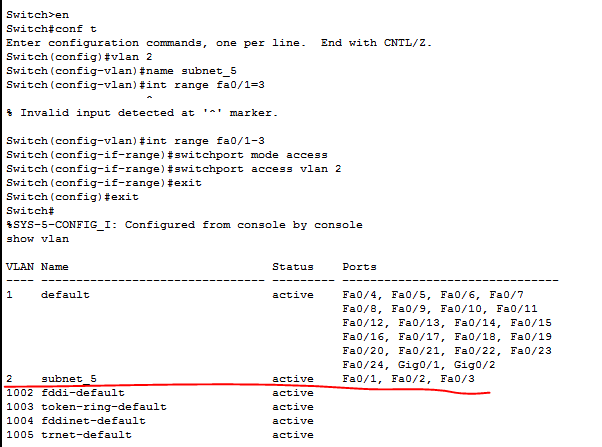 Switch>en
Switch#conf t
Enter configuration commands, one per line.  End with CNTL/Z.
Switch(config)#vlan 2
Switch(config-vlan)#name subnet_5
Switch(config-vlan)#int range fa0/1=3
^
% Invalid input detected at '^' marker.
Switch(config-vlan)#int range fa0/1-3
Switch(config-if-range)#switchport mode access
Switch(config-if-range)#switchport access vlan 2
Switch(config-if-range)#exit
Switch(config)#exit
Switch#
%SYS-5-CONFIG_I: Configured from console by console
show vlan
VLAN Name                             Status    Ports
---- -------------------------------- --------- -------------------------------
1    default                          active    Fa0/4, Fa0/5, Fa0/6, Fa0/7
Fa0/8, Fa0/9, Fa0/10, Fa0/11
Fa0/12, Fa0/13, Fa0/14, Fa0/15
Fa0/16, Fa0/17, Fa0/18, Fa0/19
Fa0/20, Fa0/21, Fa0/22, Fa0/23
Fa0/24, Gig0/1, Gig0/2
2    subnet_5                         active    Fa0/1, Fa0/2, Fa0/3
1002 fddi-default                     active
1003 token-ring-default               active
1004 fddinet-default                  active
1005 trnet-default                    active